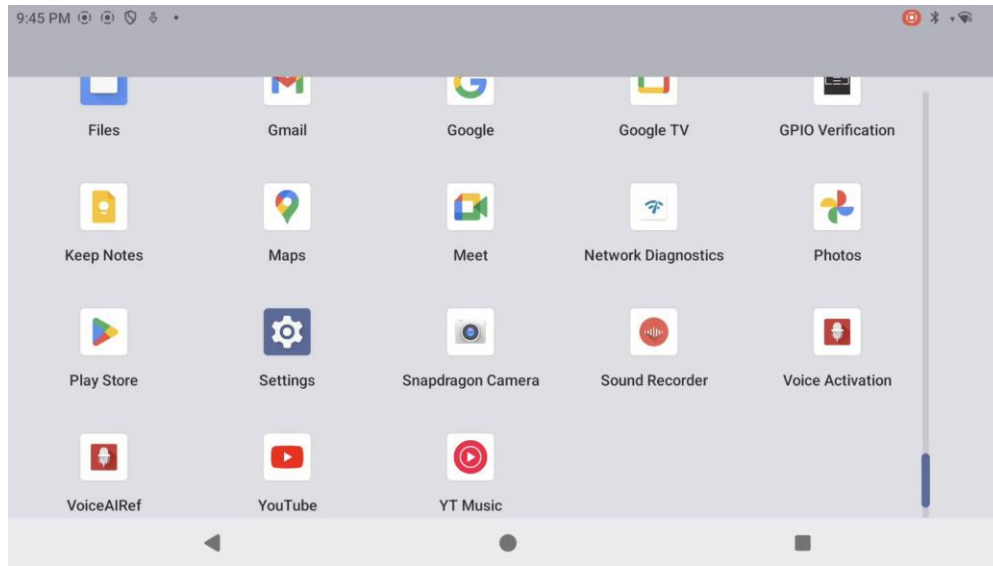 9:45 PM
Files
Gmail
Google
Google TV
GPIO Verification
Keep Notes
Maps
Meet
Network Diagnostics
Photos
Play Store
Settings
Snapdragon Camera
Sound Recorder
Voice Activation
VoiceAIRef
YouTube
YT Music